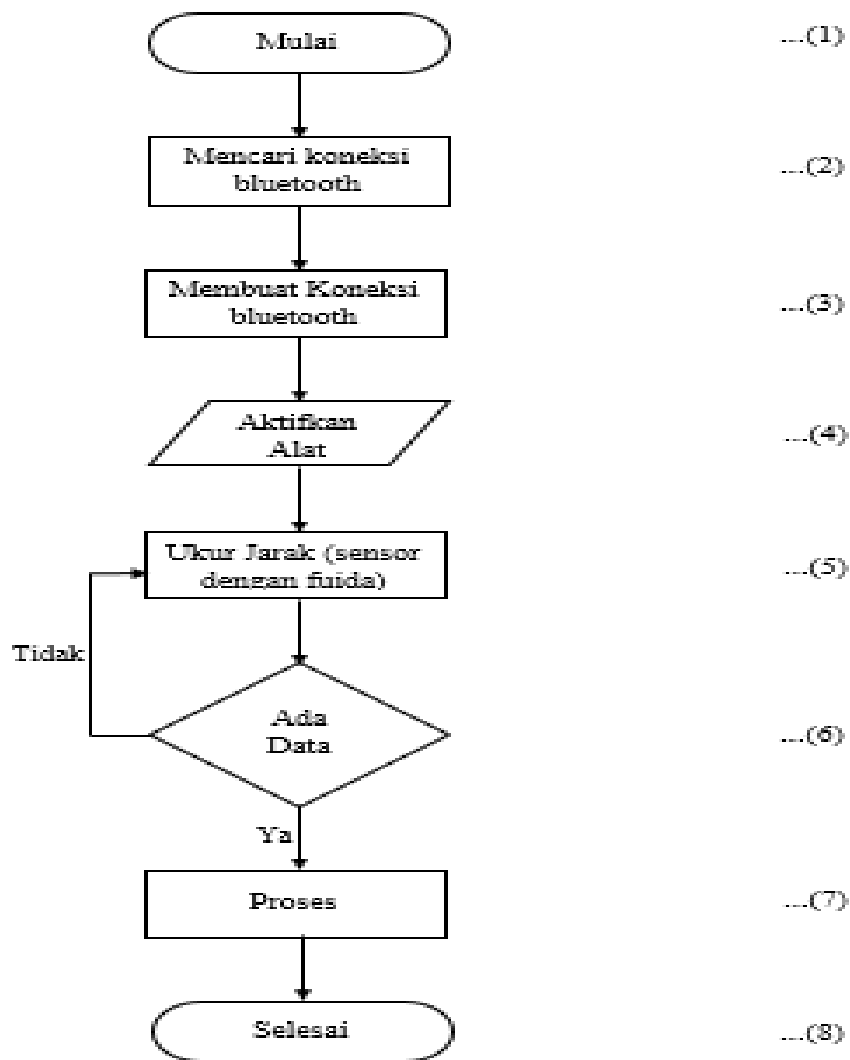 Mulai ....(1)
Mencari koneksi
bluetooth ....(2)
Membuat Koneksi
bluetooth ....(3)
Aktifkan
Alat ....(4)
Ukur Jarak (sensor
dengan fuida) ....(5)
Tidak
Ada
Data ....(6)
Ya
Proses ....(7)
Selesai ....(8)